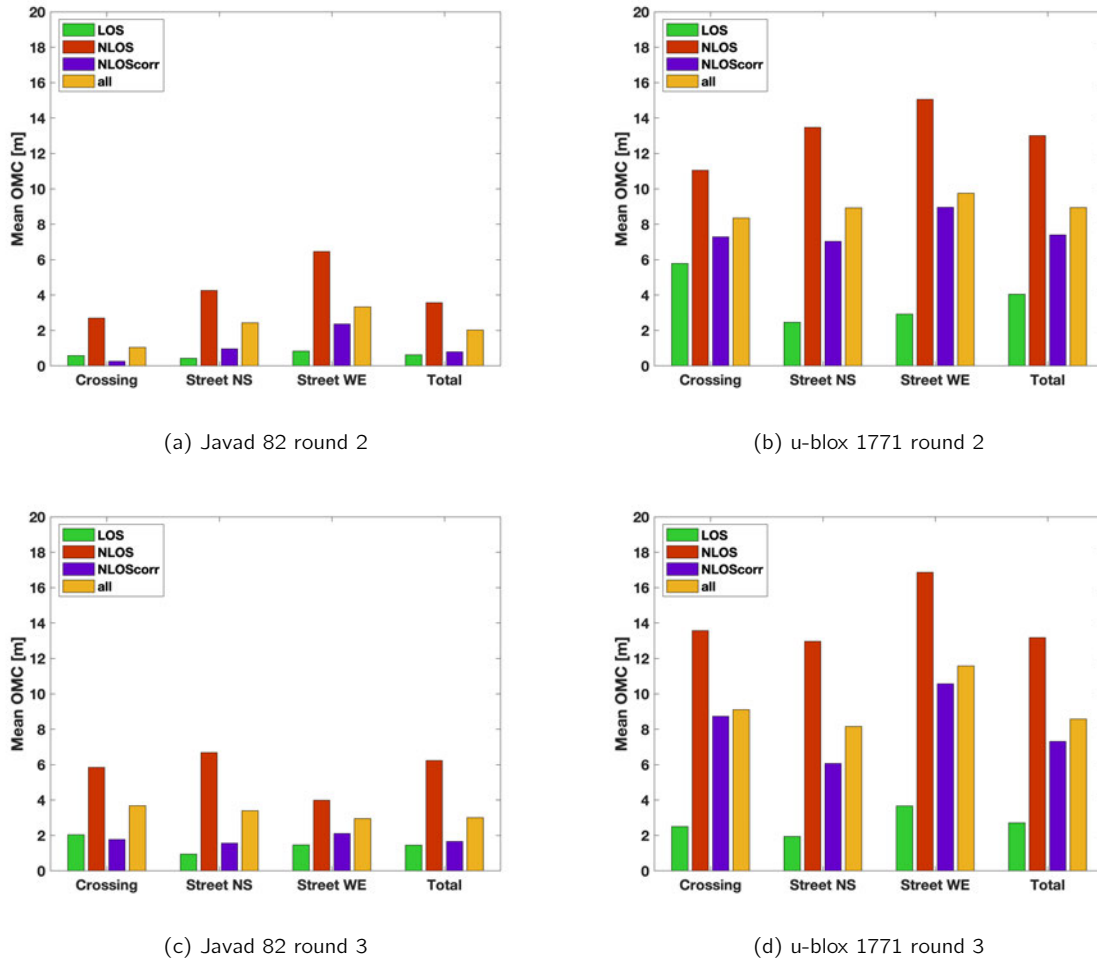 20
18
16
14
12
10
8
6
4
2
0
Mean OMC [m]
LOS
NLOS
NLOScorr
all
Crossing Street NS Street WE Total
(a) Javad 82 round 2
20
18
16
14
12
10
8
6
4
2
0
Mean OMC [m]
LOS
NLOS
NLOScorr
all
Crossing Street NS Street WE Total
(b) u-blox 1771 round 2
20
18
16
14
12
10
8
6
4
2
0
Mean OMC [m]
LOS
NLOS
NLOScorr
all
Crossing Street NS Street WE Total
(c) Javad 82 round 3
20
18
16
14
12
10
8
6
4
2
0
Mean OMC [m]
LOS
NLOS
NLOScorr
all
Crossing Street NS Street WE Total
(d) u-blox 1771 round 3